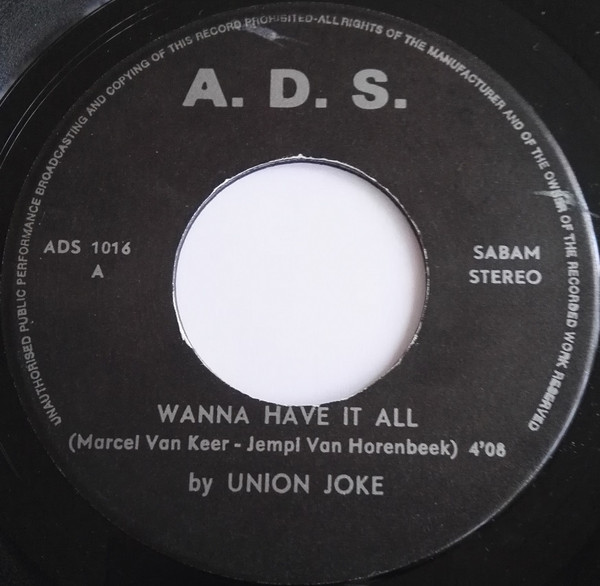 UNAUTHORISED PUBLIC PERFORMANCE BROADCASTING AND COPYING OF THIS RECORD PROHIBITED-ALL RIGHTS OF THE MANUFACTURER AND OF THE OWNER OF THE RECORDED WORK RESERVED
A. D. S.
ADS 1016
A
SABAM
STEREO
WANNA HAVE IT ALL
(Marcel Van Keer - Jempi Van Horenbeek) 4'08
by UNION JOKE